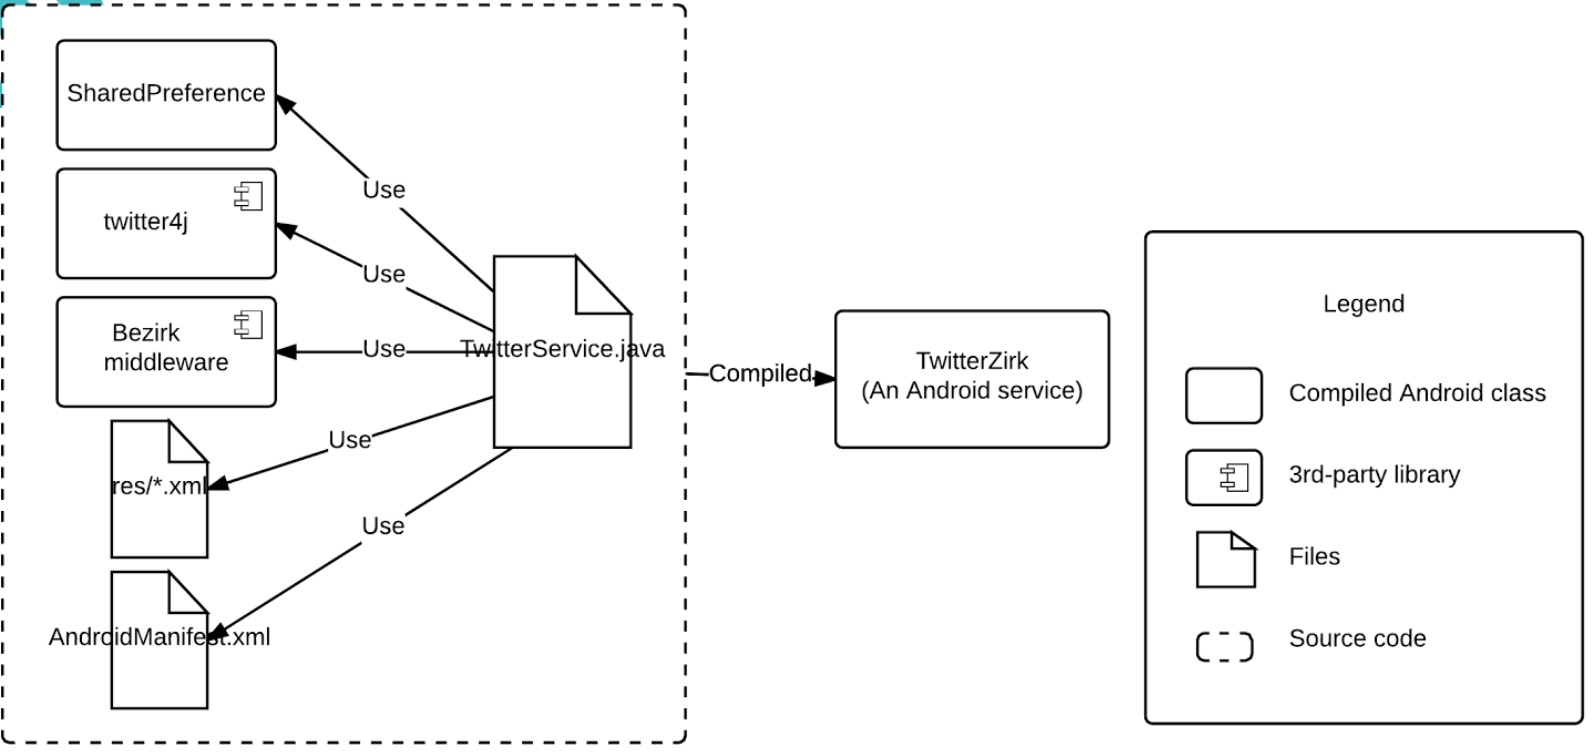 SharedPreference
Use
twitter4j
Use
Bezirk
middleware
Use
TwitterService.java
res/*.xml
Use
AndroidManifest.xml
Use
Compiled
TwitterZirk
(An Android service)
Legend
Compiled Android class
3rd-party library
Files
Source code